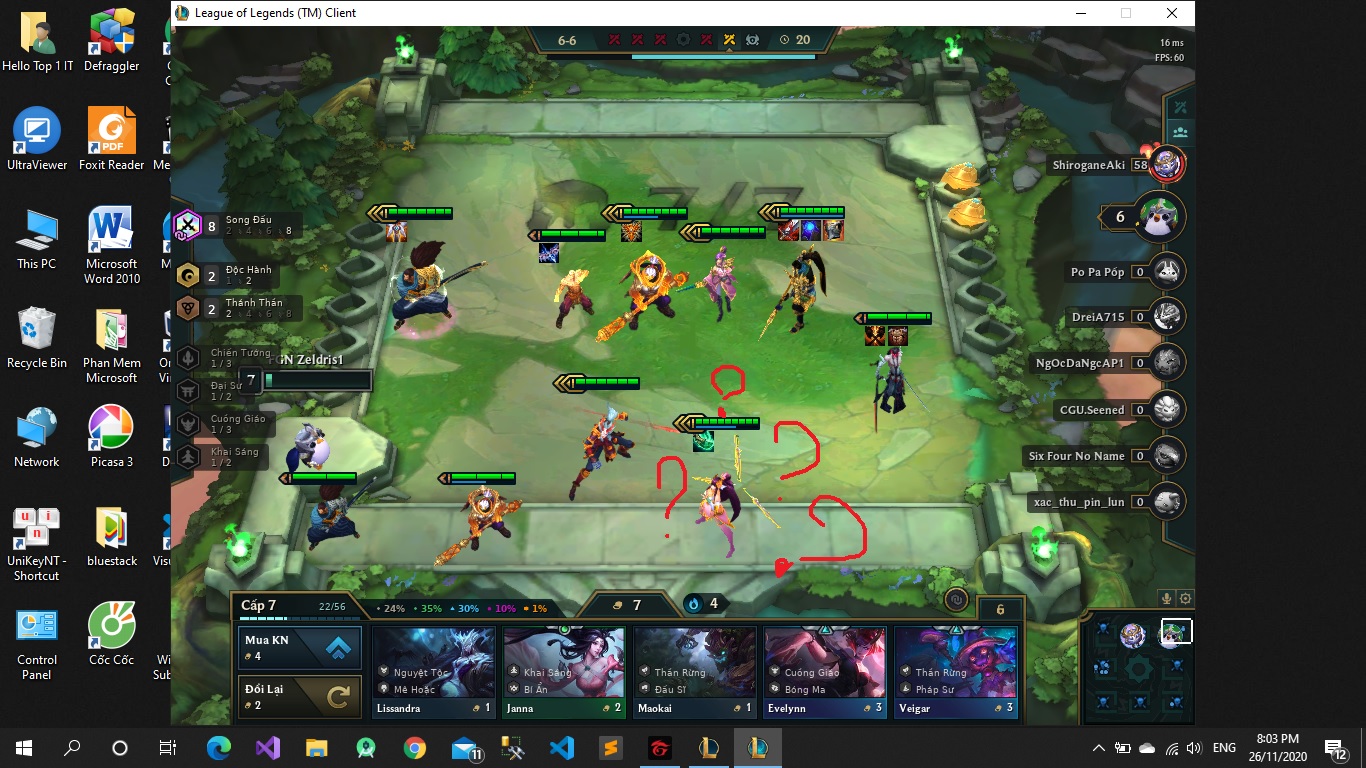 League of Legends (TM) Client
Hello Top 1 IT
Defraggler
UltraViewer
Foxit Reader
This PC
Microsoft
Word 2010
Recycle Bin
Phan Mem
Microsoft
Network
Picasa 3
UniKeyNT -
Shortcut
bluestack
Control
Panel
Cốc Cốc
6-6
20
16 ms
FPS: 60
8
Song Đấu
2 4 6 8
2
Độc Hành
1 2
2
Thánh Thần
2 4 6 8
Chiến Tướng
1 / 3
Đại Sư
1 / 2
Cuồng Giáo
1 / 3
Khai Sáng
1 / 2
GN Zeldris1
7
7/7
ShiroganeAki 58
6
Po Pa Póp 0
DreiA715 0
NgOcDaNgcAP1 0
CGU.Seened 0
Six Four No Name 0
xac_thu_pin_lun 0
? ? ? ?
Cấp 7
22/56
24% 35% 30% 10% 1%
7
4
6
Mua KN
4
Đổi Lại
2
Nguyệt Tộc
Mê Hoặc
Lissandra 1
Khai Sáng
Bí Ẩn
Janna 2
Thần Rừng
Đấu Sĩ
Maokai 1
Cuồng Giáo
Bóng Ma
Evelynn 3
Thần Rừng
Pháp Sư
Veigar 3
11
ENG
8:03 PM
26/11/2020
12